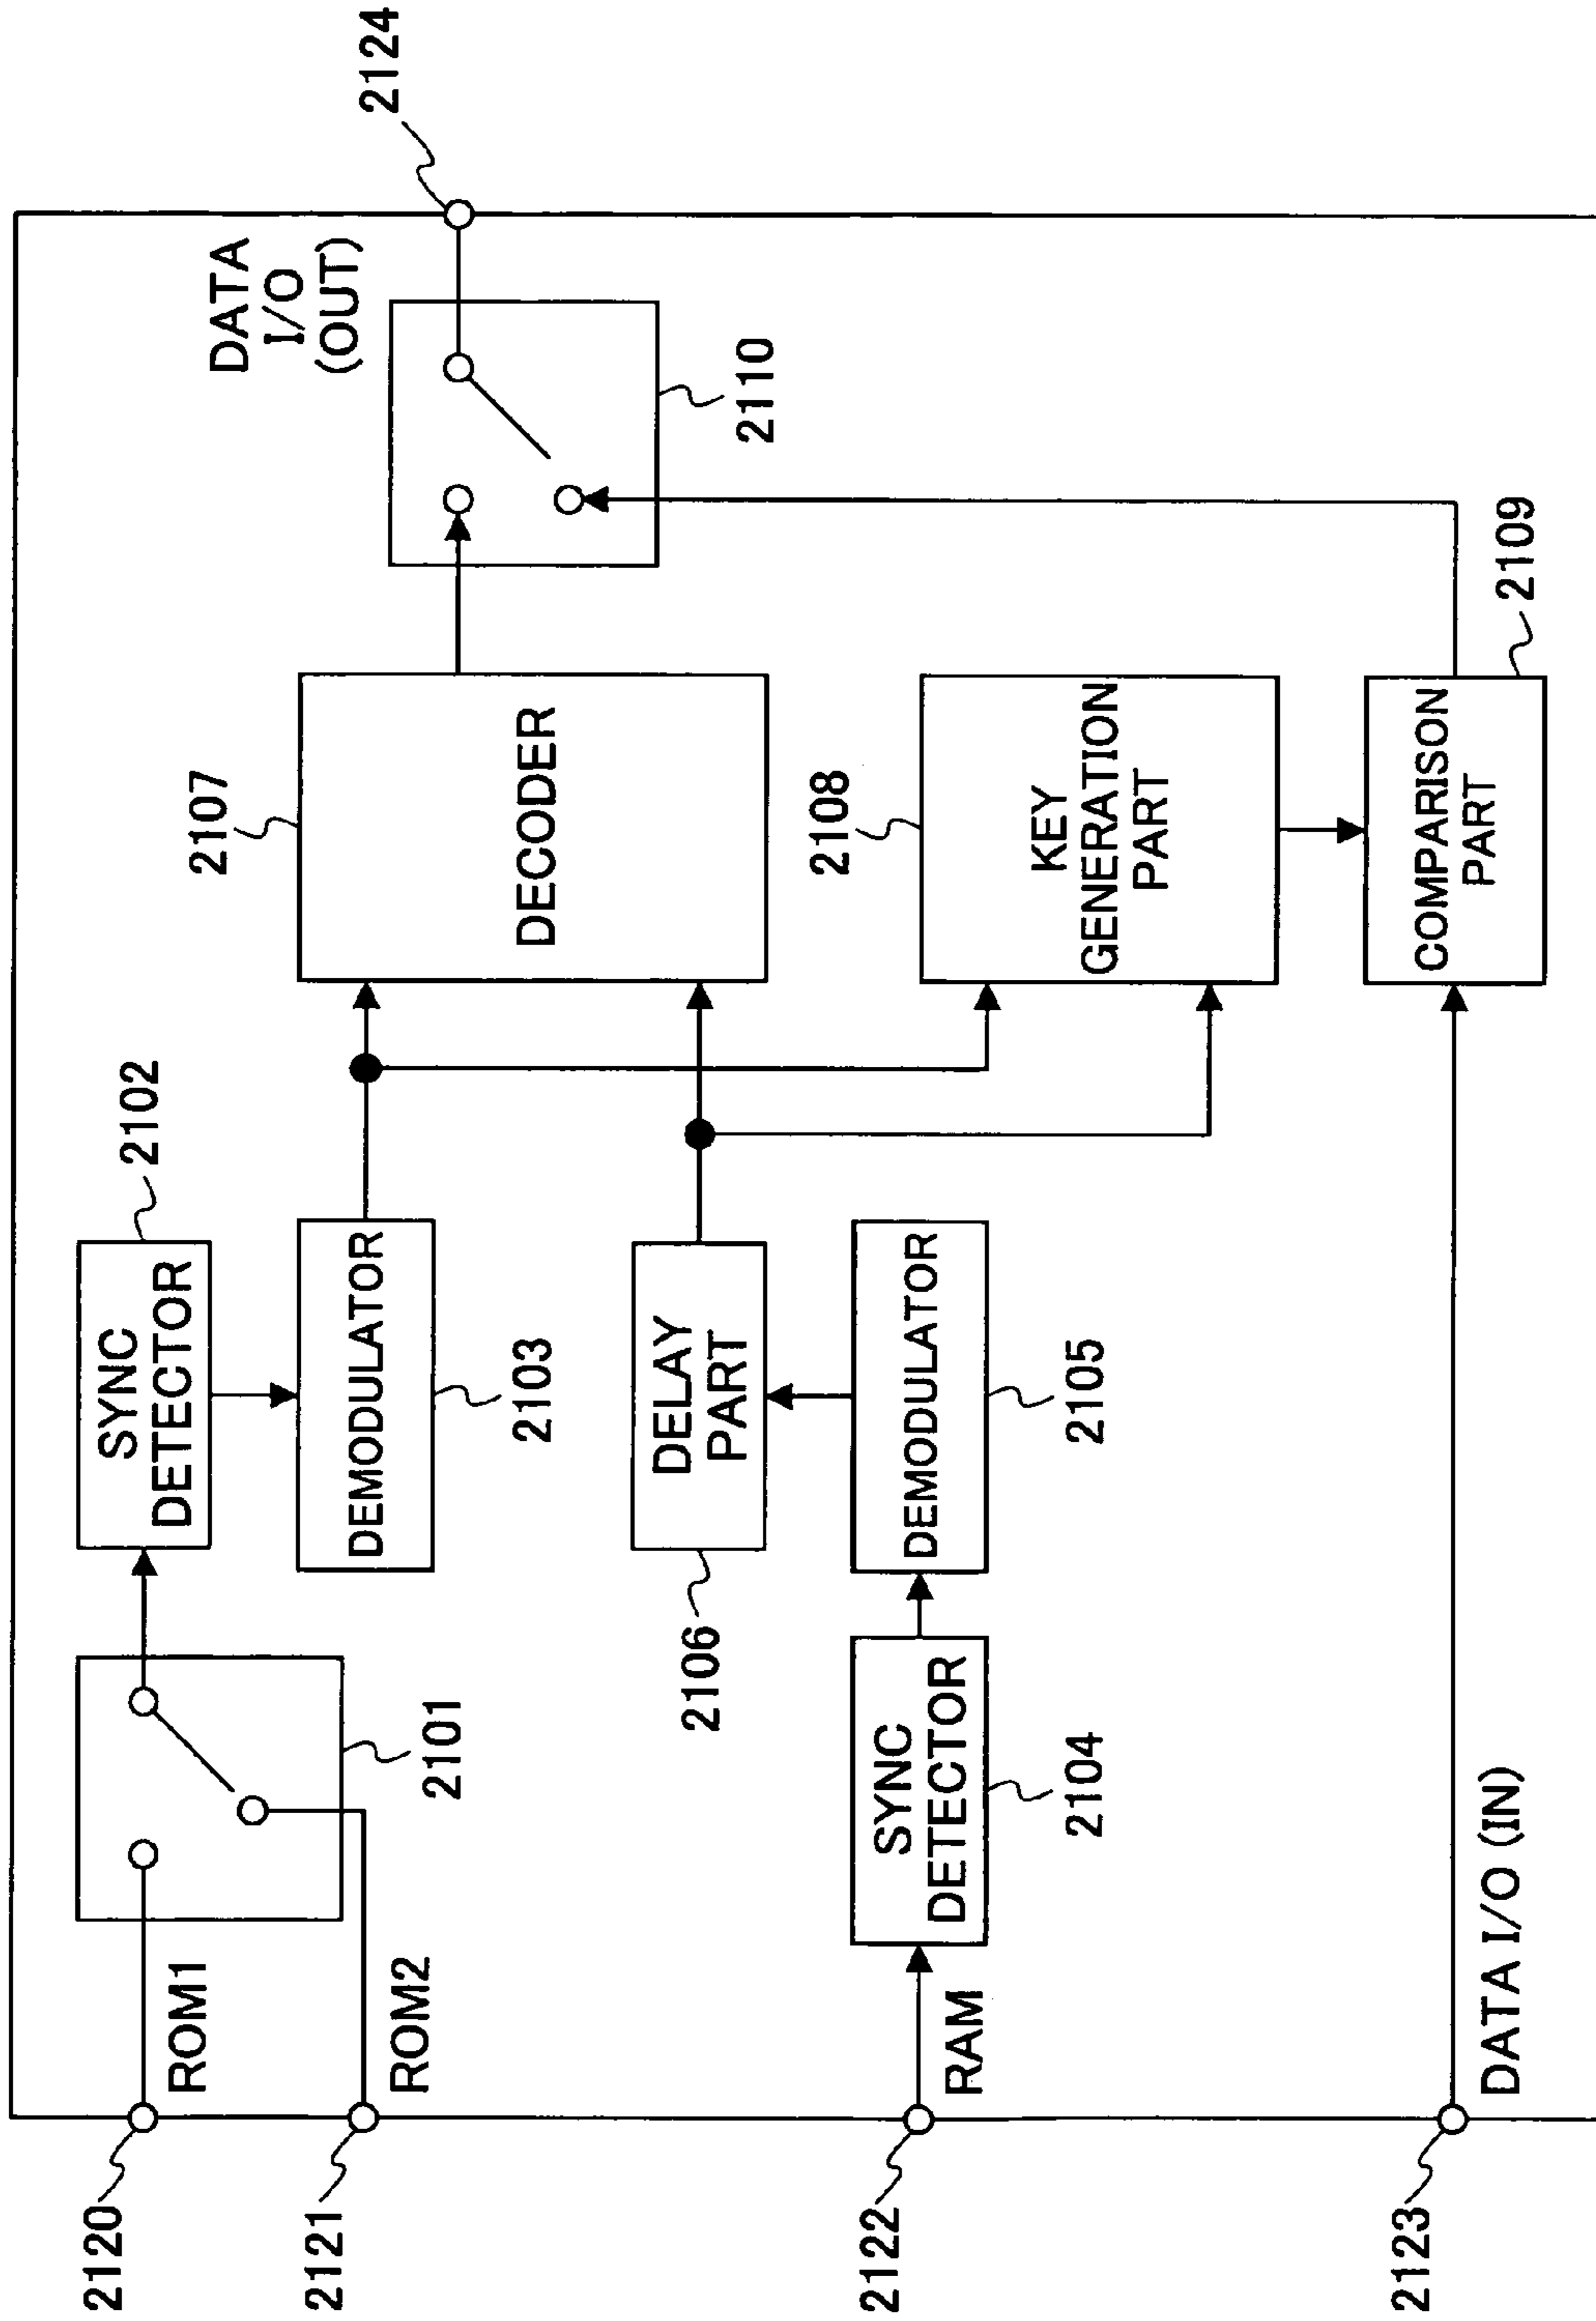 2120
ROM1
2121
ROM2
2101
SYNC
DETECTOR
2102
DEMODULATOR
2103
2122
RAM
SYNC
DETECTOR
2104
DEMODULATOR
2105
DELAY
PART
2106
2107
DECODER
2108
KEY
GENERATION
PART
COMPARISON
PART
2109
2110
DATA
I/O
(OUT)
2124
2123
DATA I/O (IN)